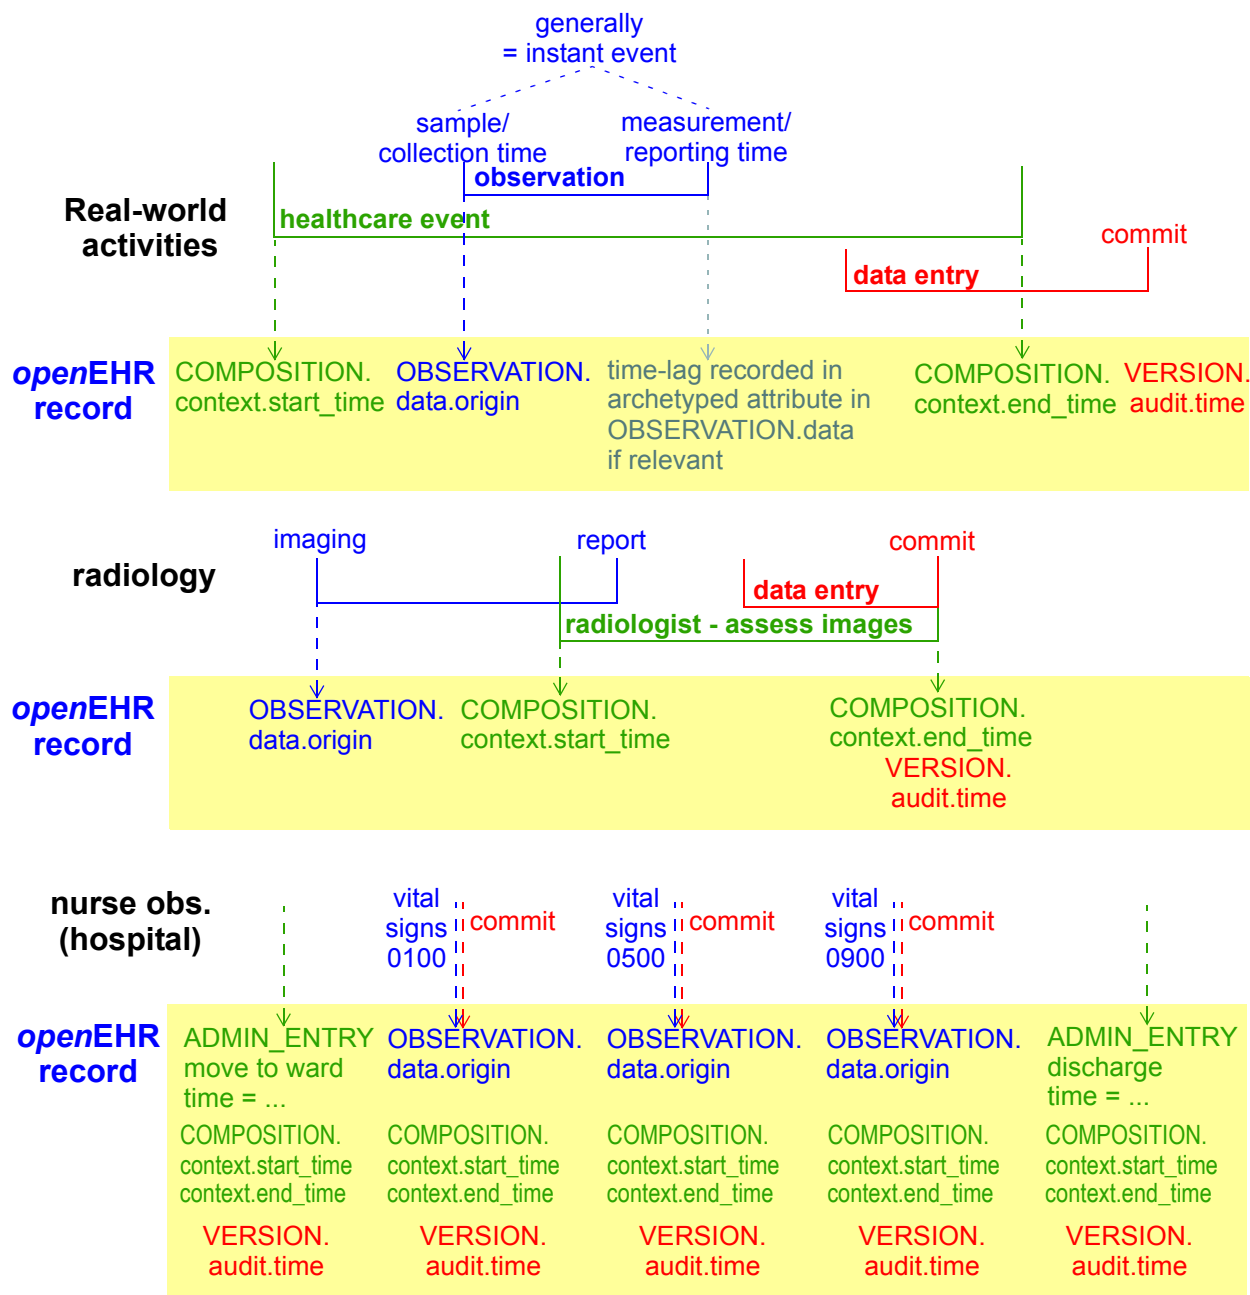 generally
= instant event
sample/
collection time
measurement/
reporting time
observation
Real-world
activities
healthcare event
commit
data entry
openEHR
record
COMPOSITION.
context.start_time
OBSERVATION.
data.origin
time-lag recorded in
archetyped attribute in
OBSERVATION.data
if relevant
COMPOSITION.
context.end_time
VERSION.
audit.time
radiology
imaging
report
commit
data entry
radiologist - assess images
openEHR
record
OBSERVATION.
data.origin
COMPOSITION.
context.start_time
COMPOSITION.
context.end_time
VERSION.
audit.time
nurse obs.
(hospital)
vital
signs
0100
commit
vital
signs
0500
commit
vital
signs
0900
commit
openEHR
record
ADMIN_ENTRY
move to ward
time = ...
COMPOSITION.
context.start_time
context.end_time
VERSION.
audit.time
OBSERVATION.
data.origin
COMPOSITION.
context.start_time
context.end_time
VERSION.
audit.time
OBSERVATION.
data.origin
COMPOSITION.
context.start_time
context.end_time
VERSION.
audit.time
OBSERVATION.
data.origin
COMPOSITION.
context.start_time
context.end_time
VERSION.
audit.time
ADMIN_ENTRY
discharge
time = ...
COMPOSITION.
context.start_time
context.end_time
VERSION.
audit.time